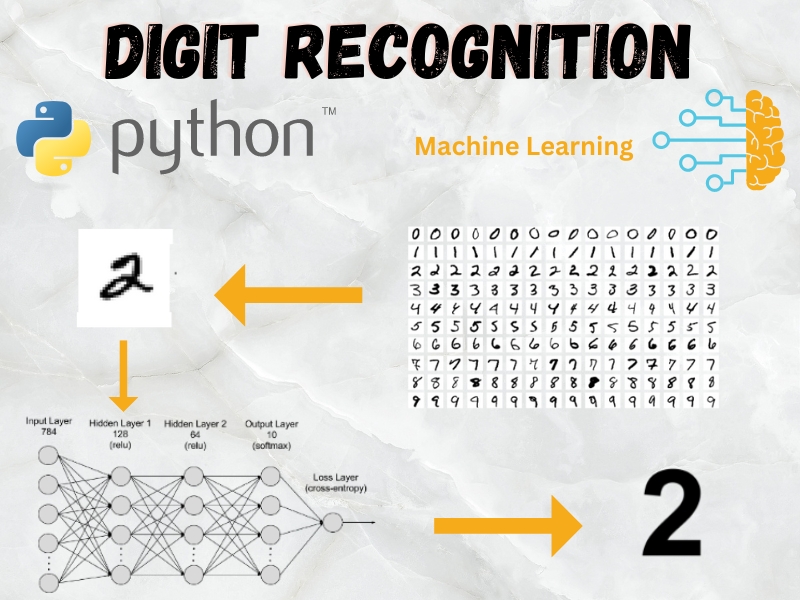 DIGIT RECOGNITION
python™
Machine Learning
2
0 0 0 0 0 0 0 0 0 0 0 0 0 0 0 0
1 1 1 1 1 1 1 1 1 1 1 1 1 1 1 1
2 2 2 2 2 2 2 2 2 2 2 2 2 2 2 2
3 3 3 3 3 3 3 3 3 3 3 3 3 3 3 3
4 4 4 4 4 4 4 4 4 4 4 4 4 4 4 4
5 5 5 5 5 5 5 5 5 5 5 5 5 5 5 5
6 6 6 6 6 6 6 6 6 6 6 6 6 6 6 6
7 7 7 7 7 7 7 7 7 7 7 7 7 7 7 7
8 8 8 8 8 8 8 8 8 8 8 8 8 8 8 8
9 9 9 9 9 9 9 9 9 9 9 9 9 9 9 9
Input Layer
784
Hidden Layer 1
128
(relu)
Hidden Layer 2
64
(relu)
Output Layer
10
(softmax)
Loss Layer
(cross-entropy)
2